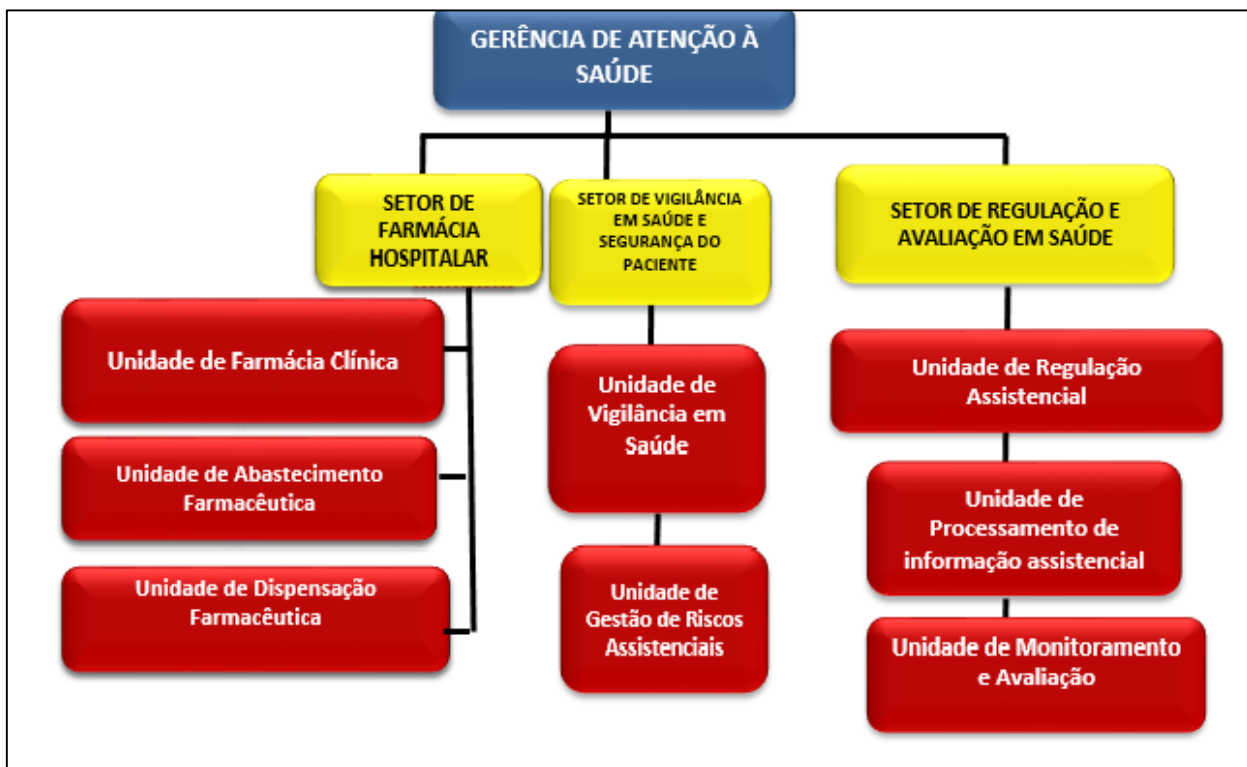 GERÊNCIA DE ATENÇÃO À
SAÚDE
SETOR DE
FARMÁCIA
HOSPITALAR
SETOR DE VIGILÂNCIA
EM SAÚDE E
SEGURANÇA DO
PACIENTE
SETOR DE REGULAÇÃO E
AVALIAÇÃO EM SAÚDE
Unidade de Farmácia Clínica
Unidade de Abastecimento
Farmacêutica
Unidade de Dispensação
Farmacêutica
Unidade de
Vigilância em
Saúde
Unidade de
Gestão de Riscos
Assistenciais
Unidade de Regulação
Assistencial
Unidade de
Processamento de
informação assistencial
Unidade de Monitoramento
e Avaliação